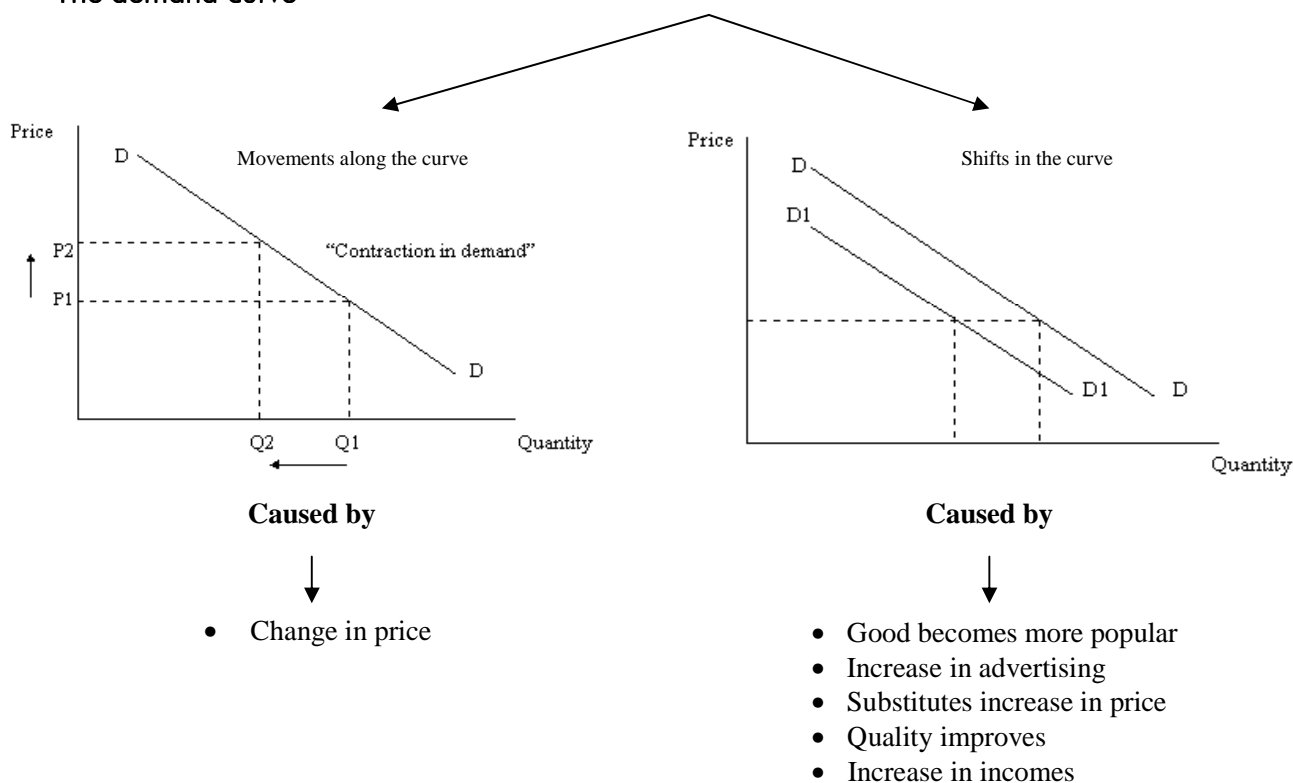 The demand curve
Price
D
Movements along the curve
P2
"Contraction in demand"
P1
D
Q2
Q1
Quantity
Caused by
• Change in price
Price
Shifts in the curve
D
D1
D1
D
Quantity
Caused by
• Good becomes more popular
• Increase in advertising
• Substitutes increase in price
• Quality improves
• Increase in incomes